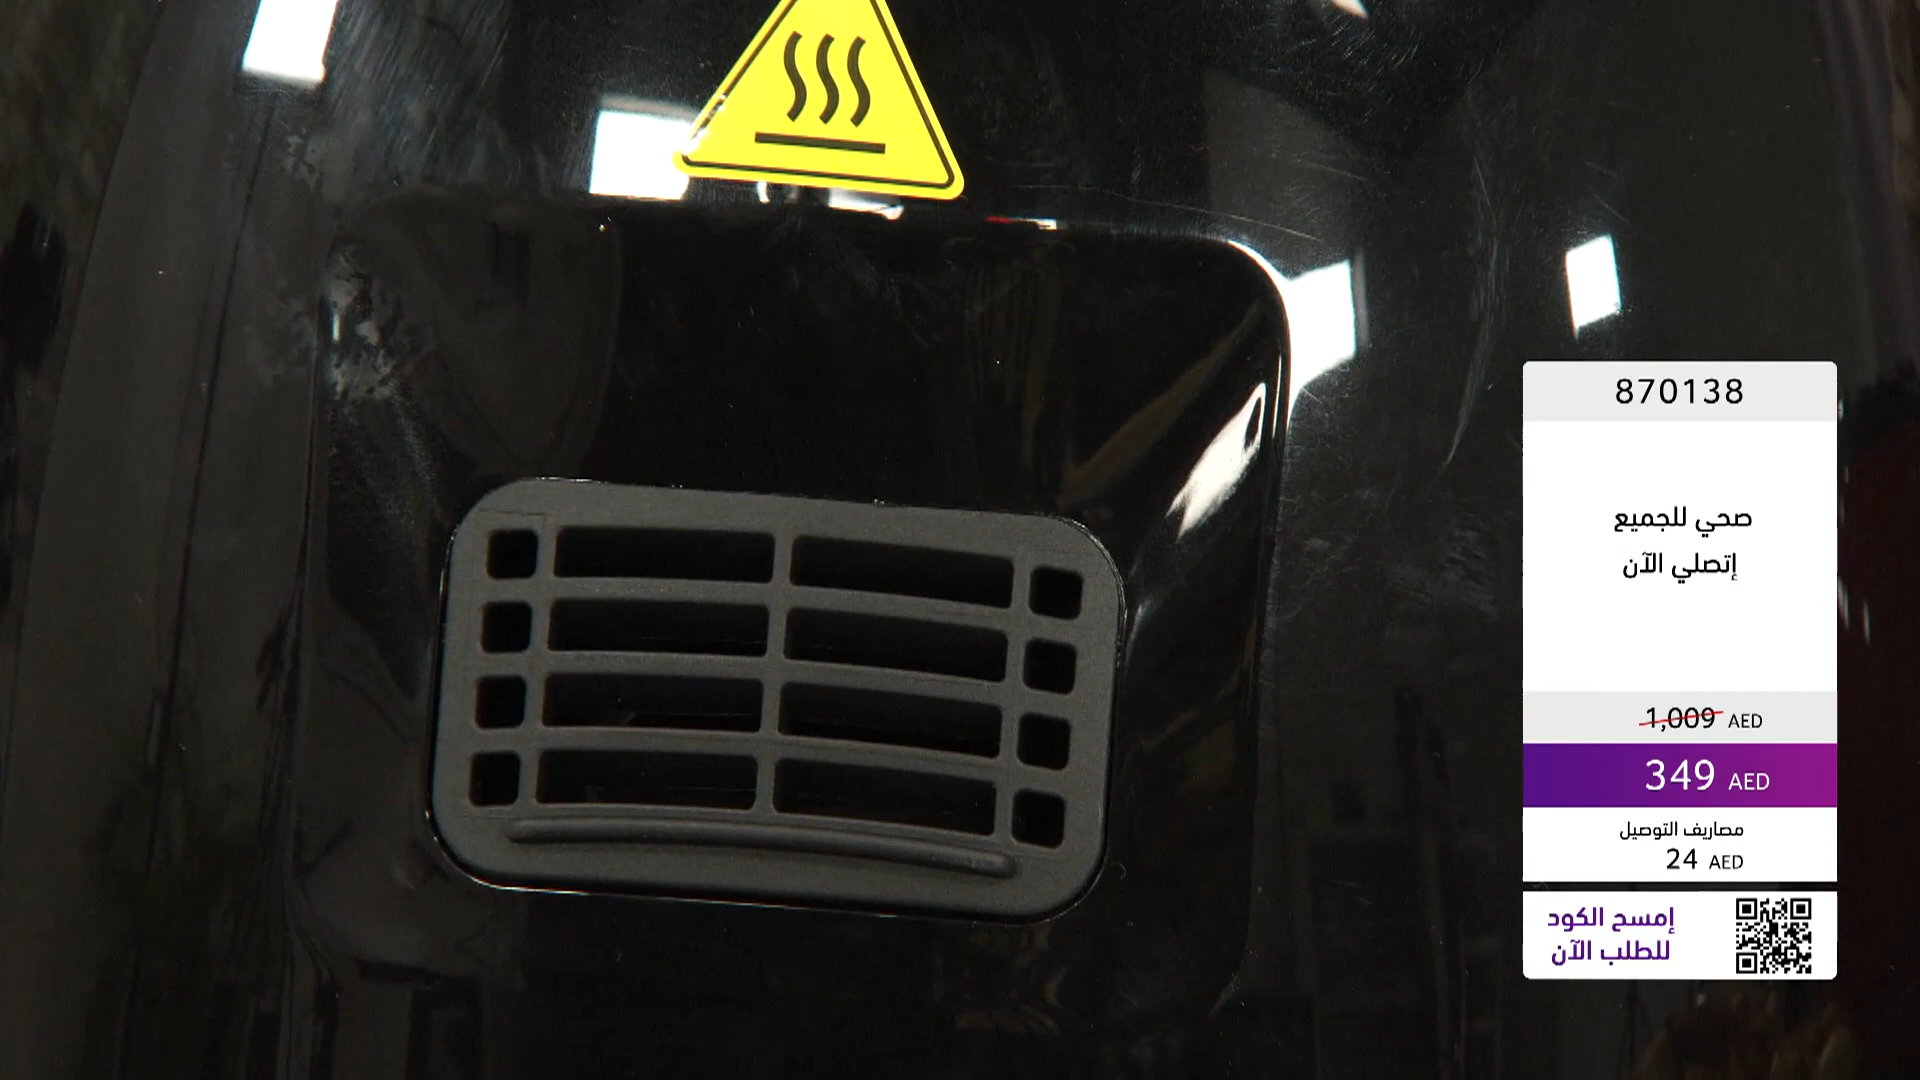 870138
صحي للجميع
إتصلي الآن
1,009 AED
349 AED
مصاريف التوصيل
24 AED
إمسح الكود
للطلب الآن